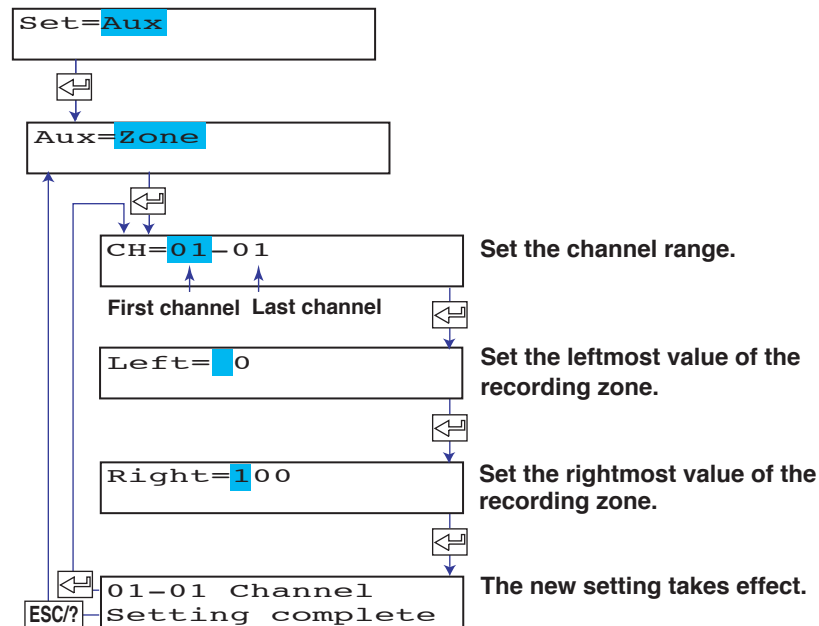 Set=Aux
Aux=Zone
CH=01-01
Set the channel range.
First channel Last channel
Left= 0
Set the leftmost value of the
recording zone.
Right=100
Set the rightmost value of the
recording zone.
01-01 Channel
The new setting takes effect.
ESC/?
Setting complete